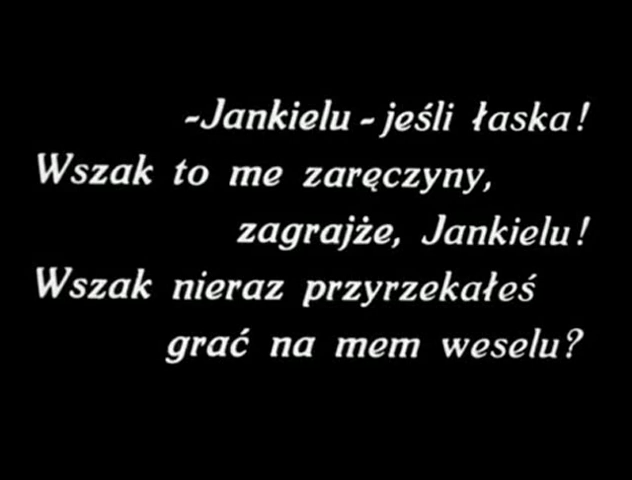 -Jankielu - jeśli łaska!
Wszak to me zaręczyny,
zagrajże, Jankielu!
Wszak nieraz przyrzekałeś
grać na mem weselu?